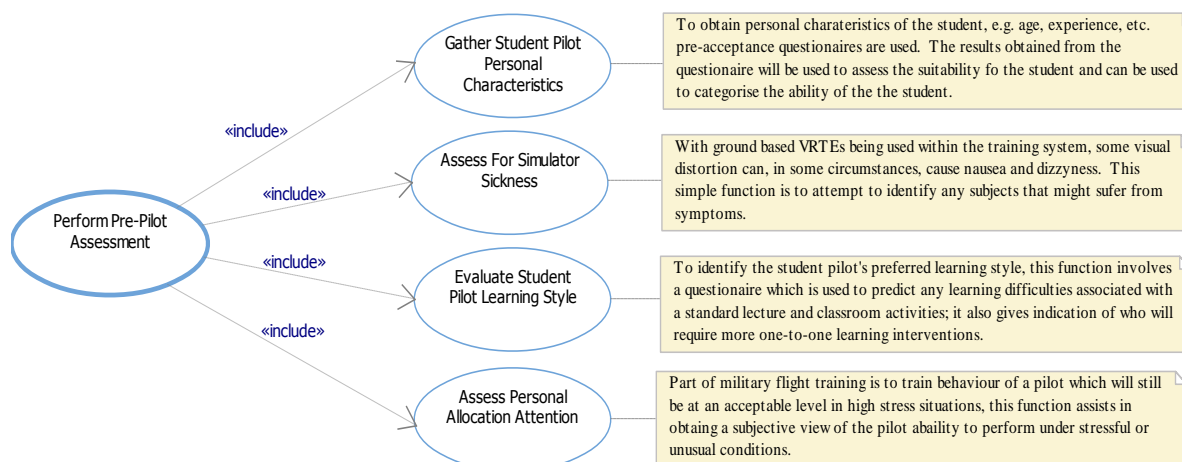 Gather Student Pilot
Personal
Characteristics
To obtain personal charateristics of the student, e.g. age, experience, etc.
pre-acceptance questionaires are used.  The results obtained from the
questionaire will be used to assess the suitability fo the student and can be used
to categorise the ability of the the student.
«include»
Assess For Simulator
Sickness
With ground based VRTEs being used within the training system, some visual
distortion can, in some circumstances, cause nausea and dizzyness.  This
simple function is to attempt to identify any subjects that might sufer from
symptoms.
«include»
Perform Pre-Pilot
Assessment
«include»
Evaluate Student
Pilot Learning Style
To identify the student pilot's preferred learning style, this function involves
a questionaire which is used to predict any learning difficulties associated with
a standard lecture and classroom activities; it also gives indication of who will
require more one-to-one learning interventions.
«include»
Assess Personal
Allocation Attention
Part of military flight training is to train behaviour of a pilot which will still
be at an acceptable level in high stress situations, this function assists in
obtaing a subjective view of the pilot abaility to perform under stressful or
unusual conditions.